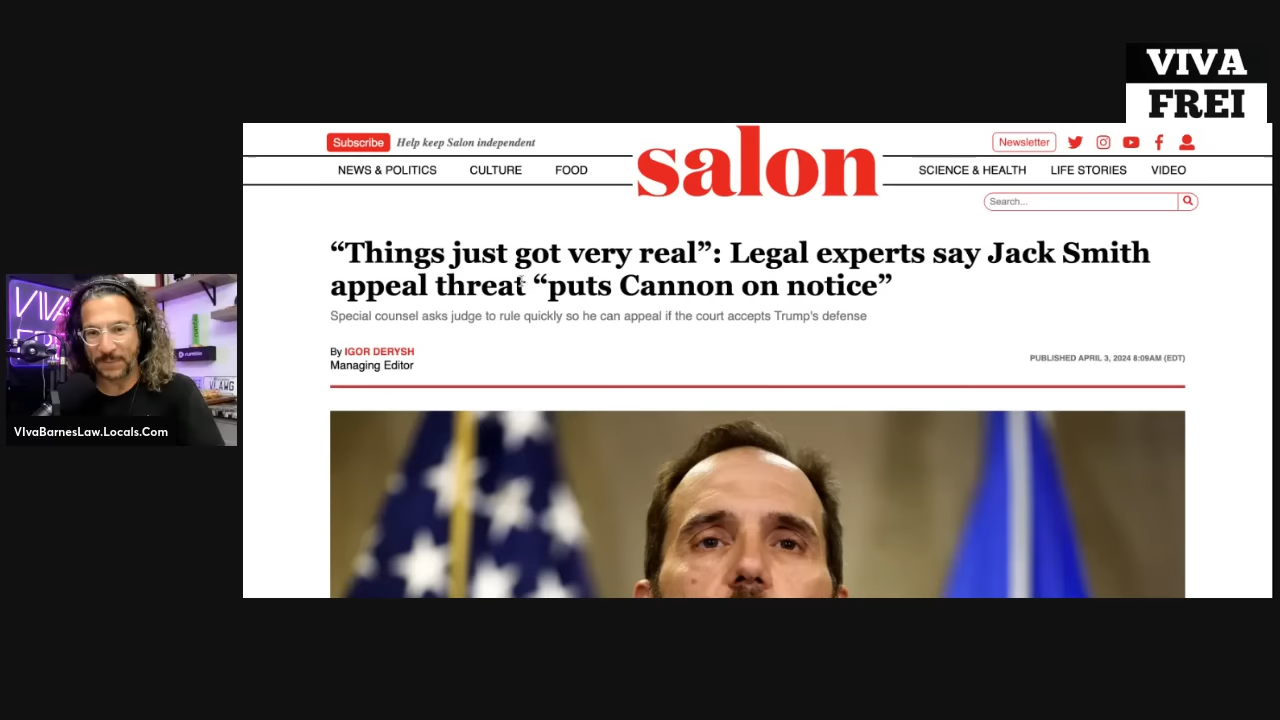 VIVA
FREI
Subscribe Help keep Salon independent
salon
Newsletter
NEWS & POLITICS CULTURE FOOD
SCIENCE & HEALTH LIFE STORIES VIDEO
Search...
“Things just got very real”: Legal experts say Jack Smith
appeal threat “puts Cannon on notice”
Special counsel asks judge to rule quickly so he can appeal if the court accepts Trump's defense
By IGOR DERYSH
Managing Editor
PUBLISHED APRIL 3, 2024 8:09AM (EDT)
VIVA
rumble
VLAWG
VIvaBarnesLaw.Locals.Com